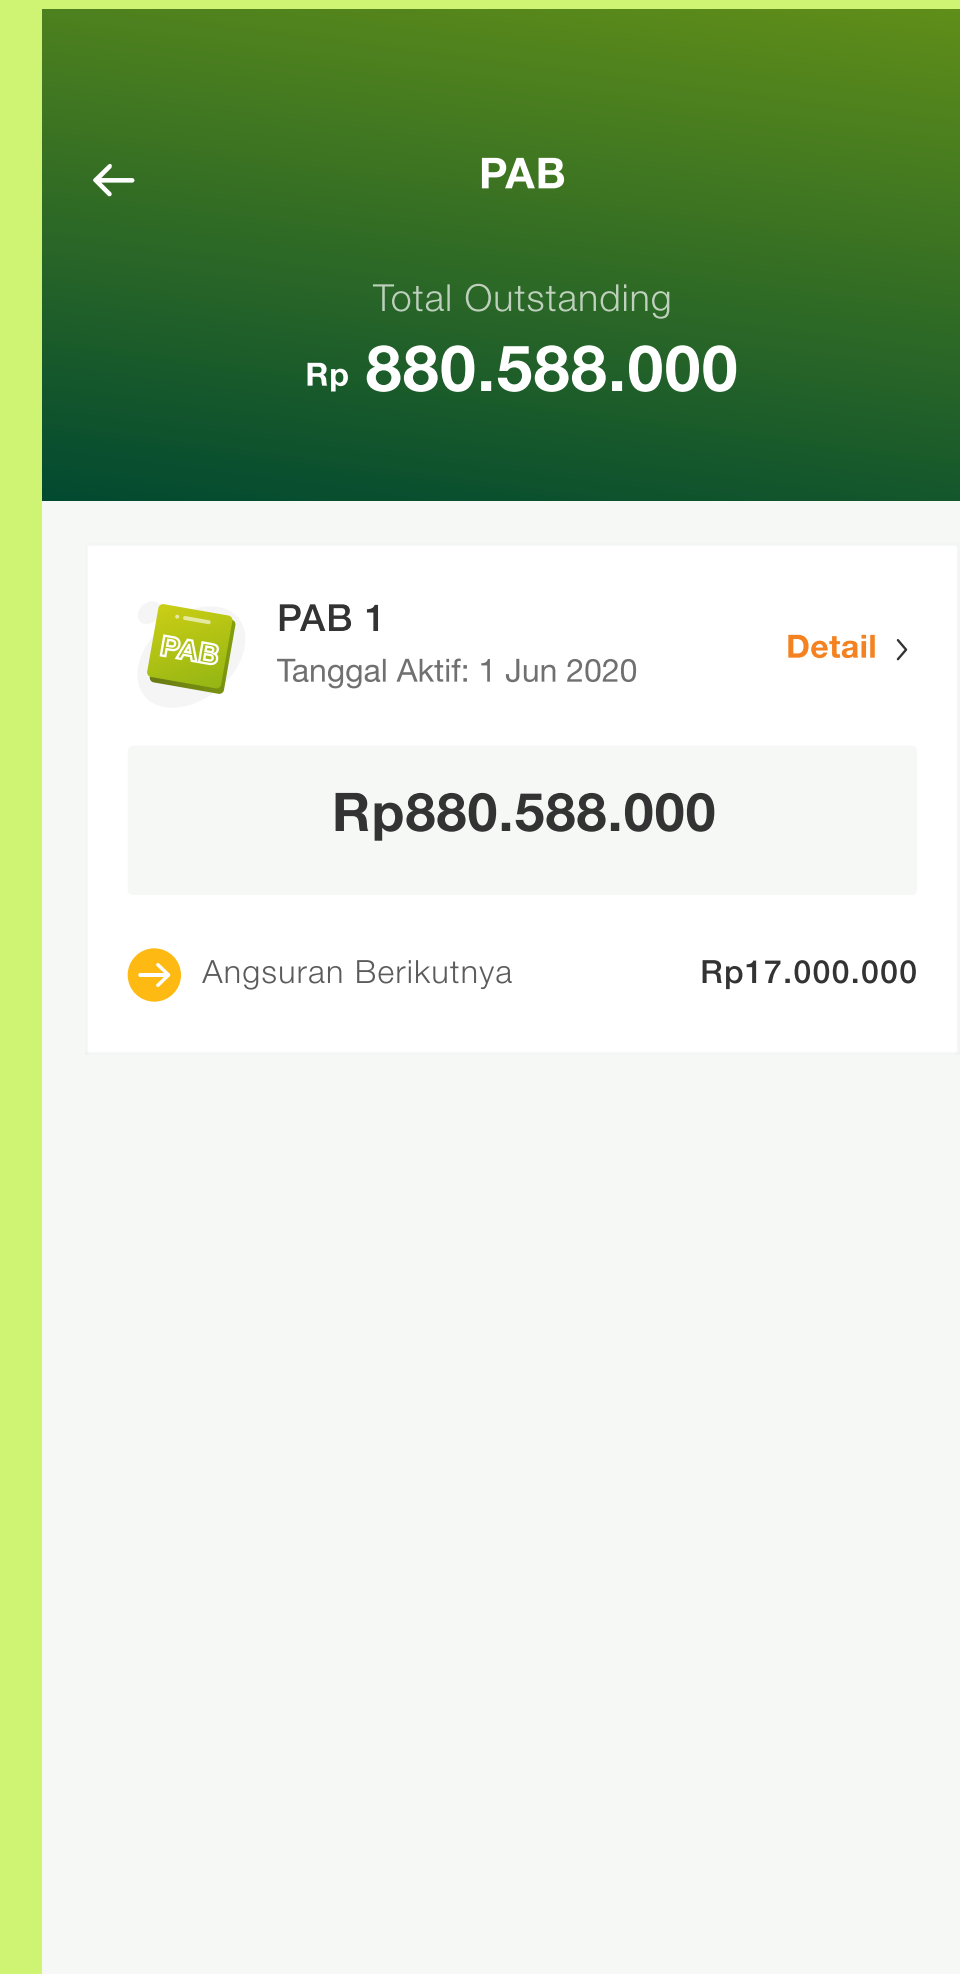 PAB
Total Outstanding
Rp 880.588.000
PAB
PAB 1
Tanggal Aktif: 1 Jun 2020
Detail
Rp880.588.000
Angsuran Berikutnya
Rp17.000.000